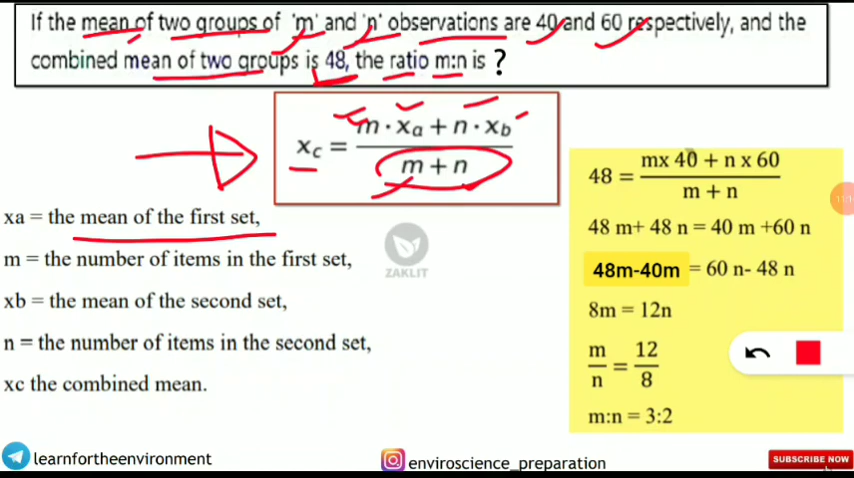 If the mean of two groups of 'm' and 'n' observations are 40 and 60 respectively, and the
combined mean of two groups is 48, the ratio m:n is ?
xc = m · xa + n · xb
m + n
xa = the mean of the first set,
m = the number of items in the first set,
xb = the mean of the second set,
n = the number of items in the second set,
xc the combined mean.
ZAKLIT
48 = mx 40 + n x 60
m + n
48 m+ 48 n = 40 m +60 n
48m-40m = 60 n- 48 n
8m = 12n
m
n
=
12
8
m:n = 3:2
learnfortheenvironment
enviroscience_preparation
SUBSCRIBE NOW